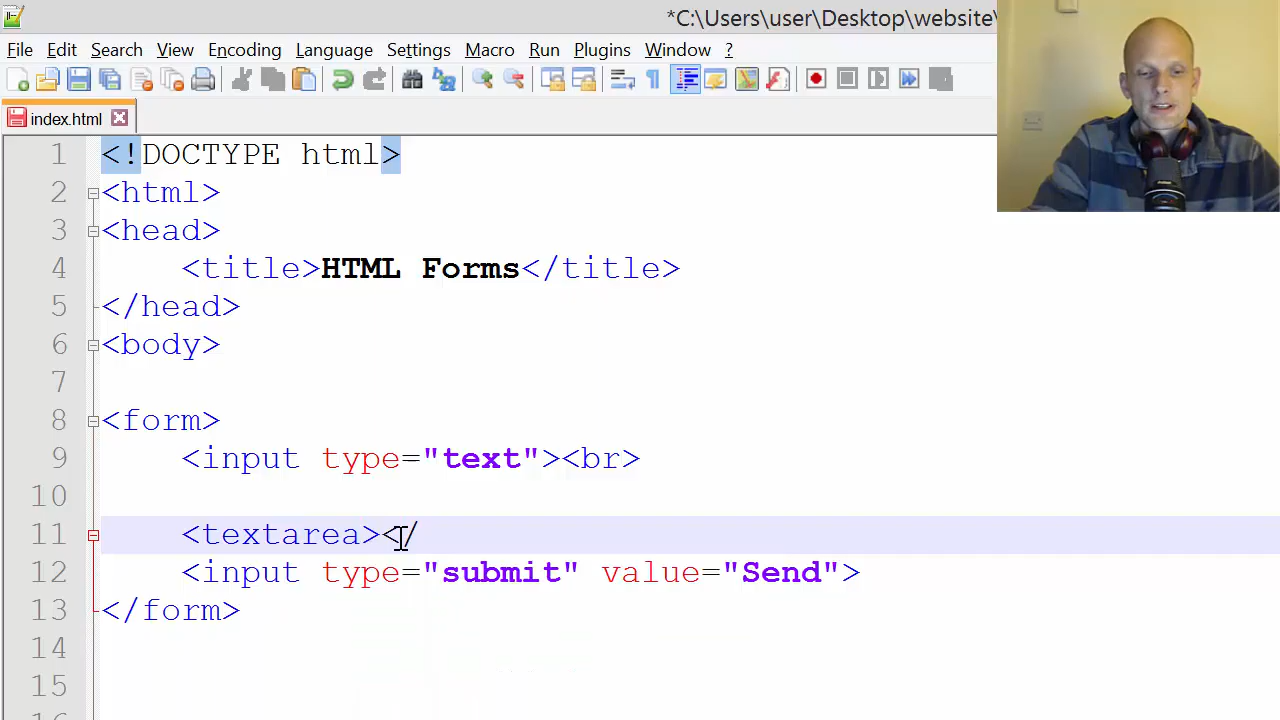 *C:\Users\user\Desktop\website\
File Edit Search View Encoding Language Settings Macro Run Plugins Window ?
index.html
1 <!DOCTYPE html>
2 <html>
3 <head>
4 <title>HTML Forms</title>
5 </head>
6 <body>
7
8 <form>
9 <input type="text"><br>
10
11 <textarea></
12 <input type="submit" value="Send">
13 </form>
14
15